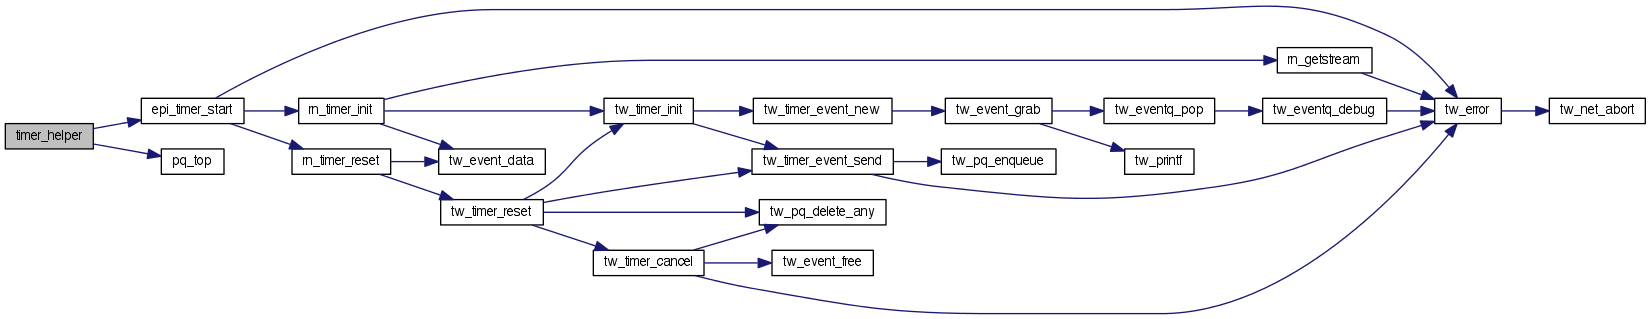 timer_helper
epi_timer_start
pq_top
rn_timer_init
rn_timer_reset
tw_event_data
tw_timer_reset
tw_timer_init
tw_timer_cancel
tw_timer_event_new
tw_timer_event_send
tw_pq_delete_any
tw_event_free
tw_event_grab
tw_pq_enqueue
tw_eventq_pop
tw_printf
rn_getstream
tw_eventq_debug
tw_error
tw_net_abort